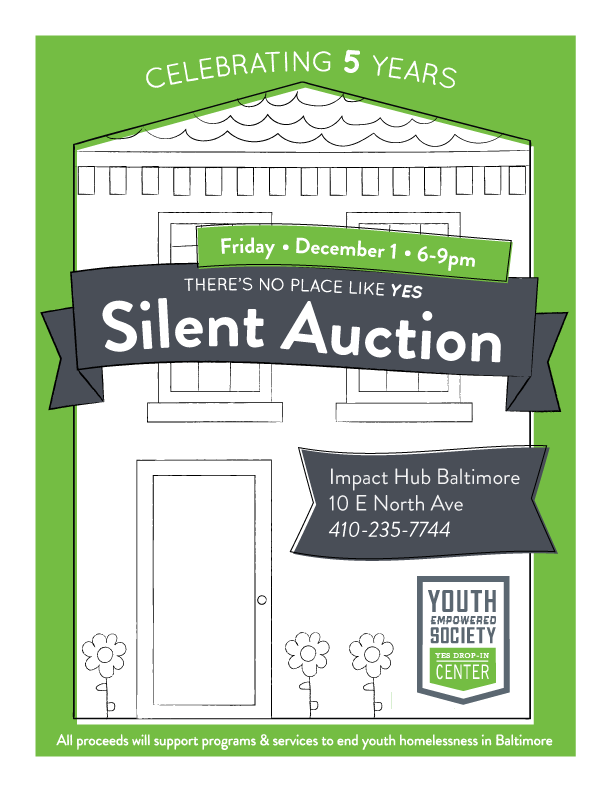 CELEBRATING 5 YEARS
Friday • December 1 • 6-9pm
THERE'S NO PLACE LIKE YES
Silent Auction
Impact Hub Baltimore
10 E North Ave
410-235-7744
YOUTH
EMPOWERED
SOCIETY
YES DROP-IN
CENTER
All proceeds will support programs & services to end youth homelessness in Baltimore